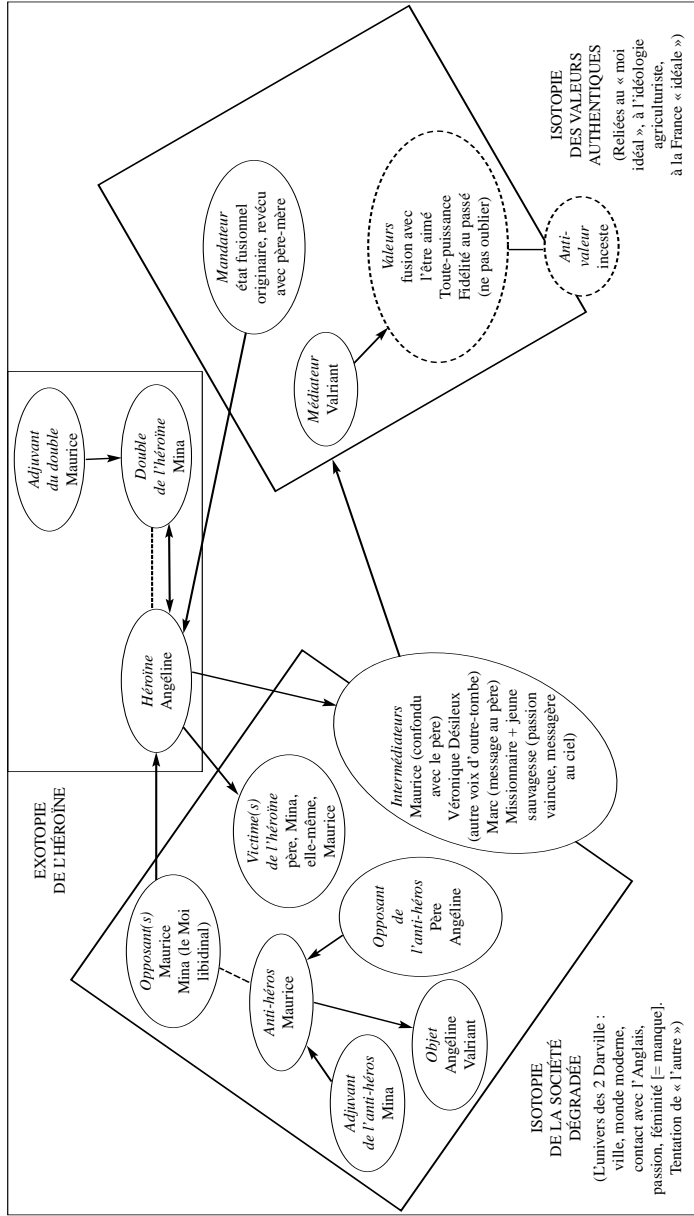 EXOTOPIE
DE L'HÉROÏNE
Adjuvant
du double
Maurice
Double
de l'héroïne
Mina
Héroïne
Angéline
Mandateur
état fusionnel
originaire, revécu
avec père-mère
Médiateur
Valriant
Valeurs
fusion avec
l'être aimé
Toute-puissance
Fidélité au passé
(ne pas oublier)
Anti-
valeur
inceste
ISOTOPIE
DES VALEURS
AUTHENTIQUES
(Reliées au « moi
idéal », à l'idéologie
agriculturiste,
à la France « idéale »)
Opposant(s)
Maurice
Mina (le Moi
libidinal)
Victime(s)
de l'héroïne
père, Mina,
elle-même,
Maurice
Anti-héros
Maurice
Opposant
de
l'anti-héros
Père
Angéline
Adjuvant
de l'anti-héros
Mina
Objet
Angéline
Valriant
Intermédiateurs
Maurice (confondu
avec le père)
Véronique Désileux
(autre voix d'outre-tombe)
Marc (message au père)
Missionnaire + jeune
sauvagesse (passion
vaincue, messagère
au ciel)
ISOTOPIE
DE LA SOCIÉTÉ
DÉGRADÉE
(L'univers des 2 Darville :
ville, monde moderne,
contact avec l'Anglais,
passion, féminité [= manque].
Tentation de « l'autre »)